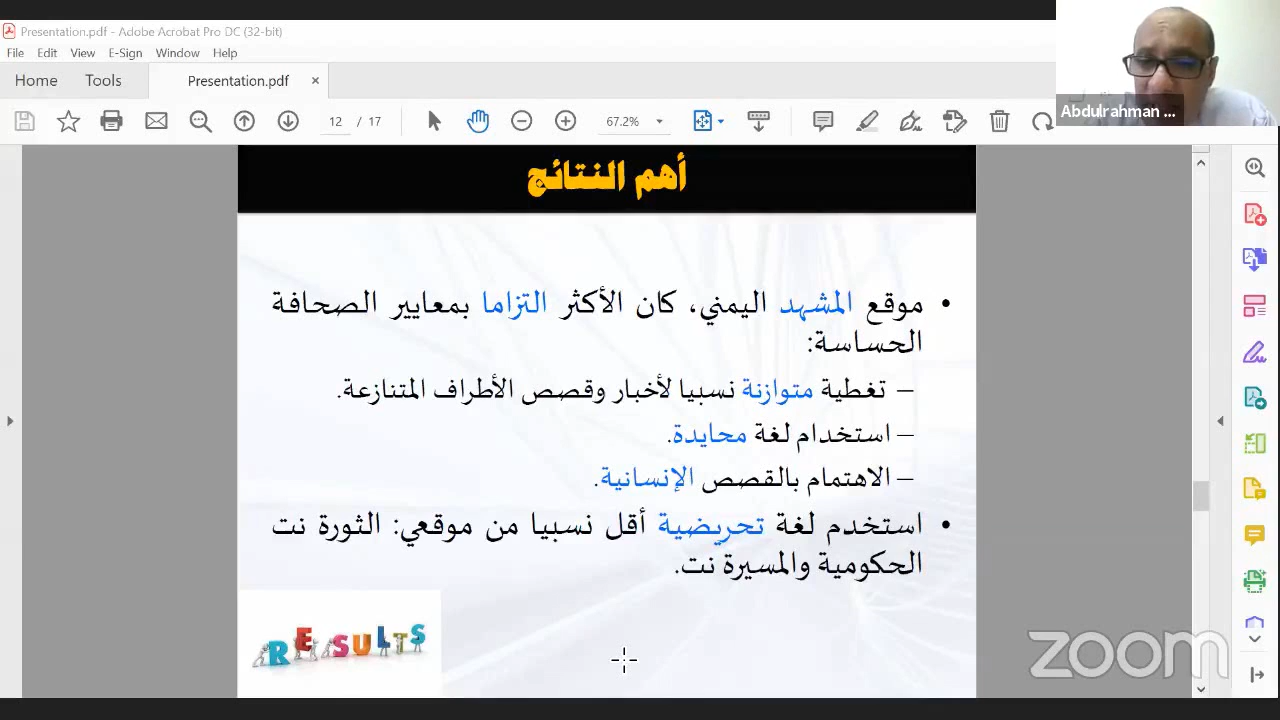 Presentation.pdf - Adobe Acrobat Pro DC (32-bit)
File Edit View E-Sign Window Help
Home Tools Presentation.pdf ×
12 / 17 67.2%
Abdulrahman ...
أهم النتائج
• موقع المشهد اليمني، كان الأكثر التزاما بمعايير الصحافة
الحساسة:
– تغطية متوازنة نسبيا لأخبار وقصص الأطراف المتنازعة.
– استخدام لغة محايدة.
– الاهتمام بالقصص الإنسانية.
• استخدم لغة تحريضية أقل نسبيا من موقعي: الثورة نت
الحكومية والمسيرة نت.
RESULTS
zoom